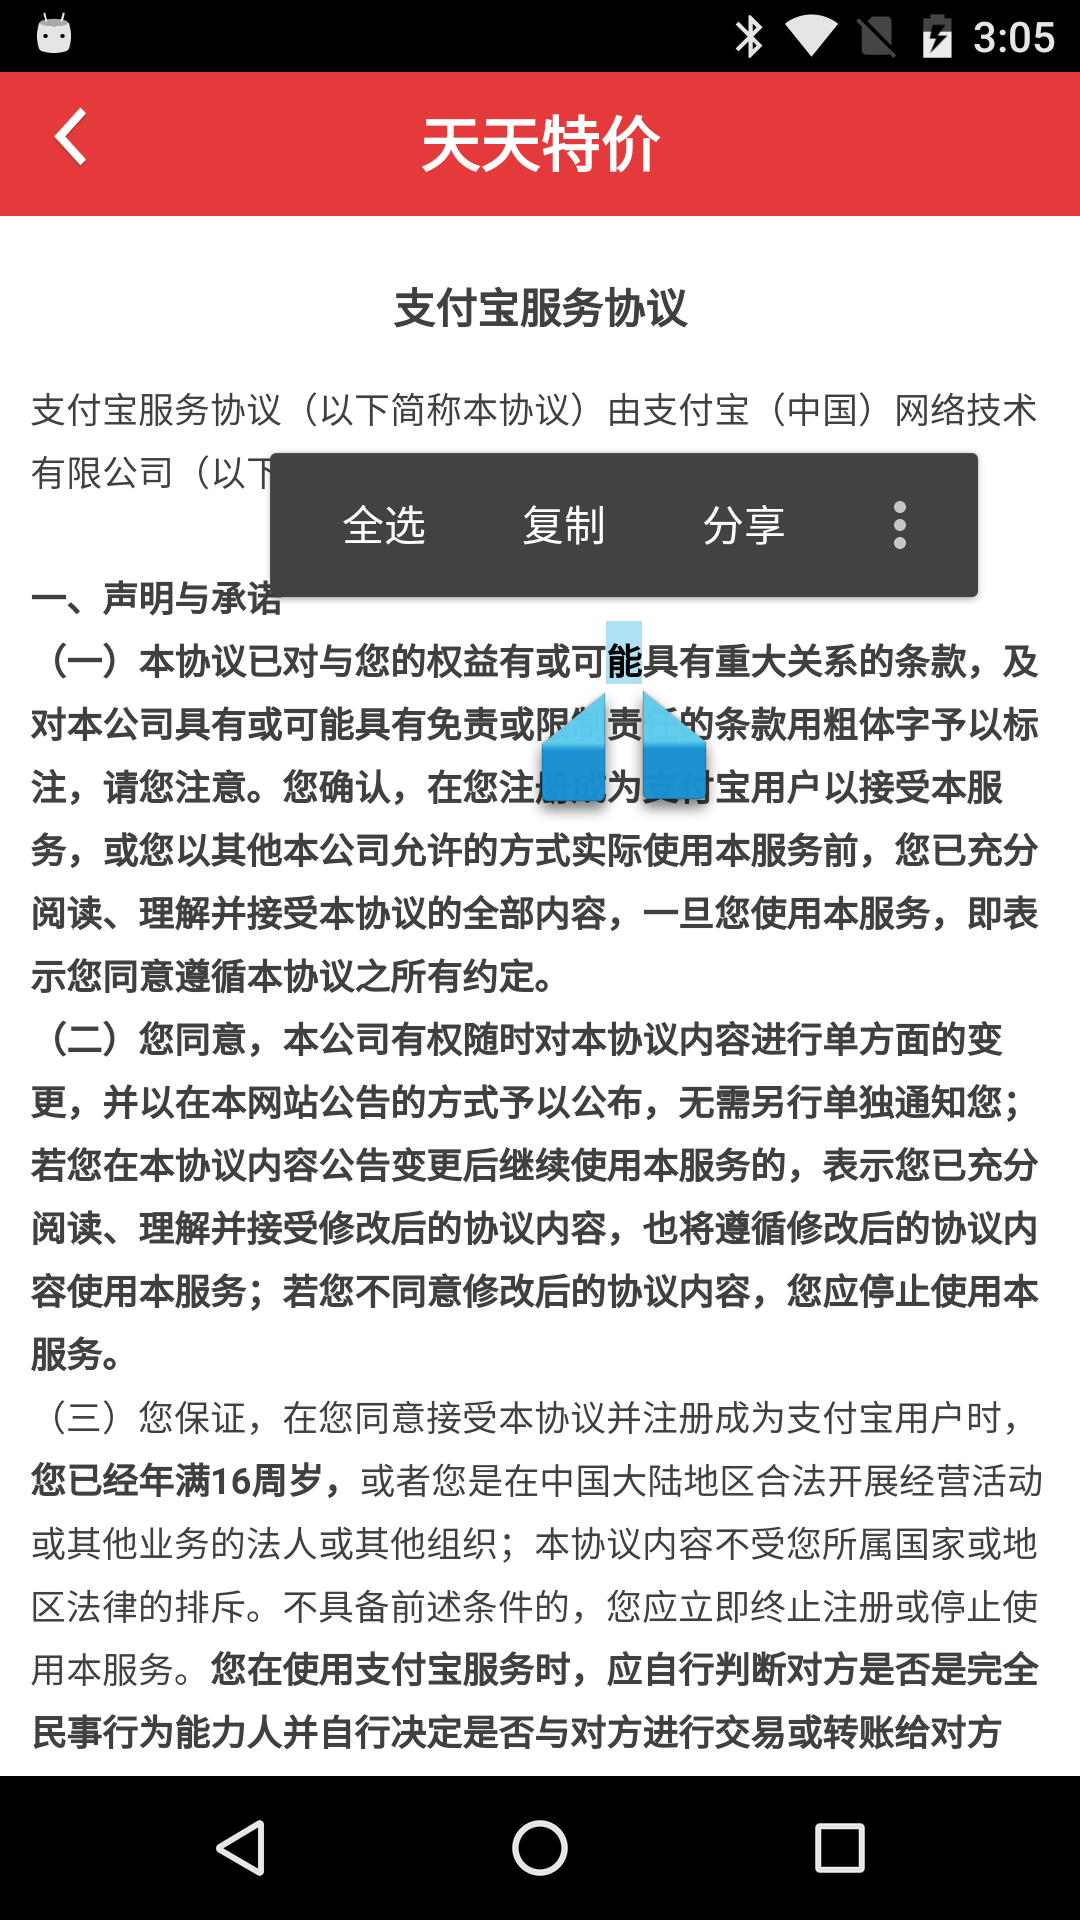 3:05
天天特价
支付宝服务协议
支付宝服务协议（以下简称本协议）由支付宝（中国）网络技术
有限公司（以下
全选 复制 分享
一、声明与承诺
（一）本协议已对与您的权益有或可能具有重大关系的条款，及
对本公司具有或可能具有免责或限制责任的条款用粗体字予以标
注，请您注意。您确认，在您注册成为支付宝用户以接受本服
务，或您以其他本公司允许的方式实际使用本服务前，您已充分
阅读、理解并接受本协议的全部内容，一旦您使用本服务，即表
示您同意遵循本协议之所有约定。
（二）您同意，本公司有权随时对本协议内容进行单方面的变
更，并以在本网站公告的方式予以公布，无需另行单独通知您；
若您在本协议内容公告变更后继续使用本服务的，表示您已充分
阅读、理解并接受修改后的协议内容，也将遵循修改后的协议内
容使用本服务；若您不同意修改后的协议内容，您应停止使用本
服务。
（三）您保证，在您同意接受本协议并注册成为支付宝用户时，
您已经年满16周岁，或者您是在中国大陆地区合法开展经营活动
或其他业务的法人或其他组织；本协议内容不受您所属国家或地
区法律的排斥。不具备前述条件的，您应立即终止注册或停止使
用本服务。您在使用支付宝服务时，应自行判断对方是否是完全
民事行为能力人并自行决定是否与对方进行交易或转账给对方